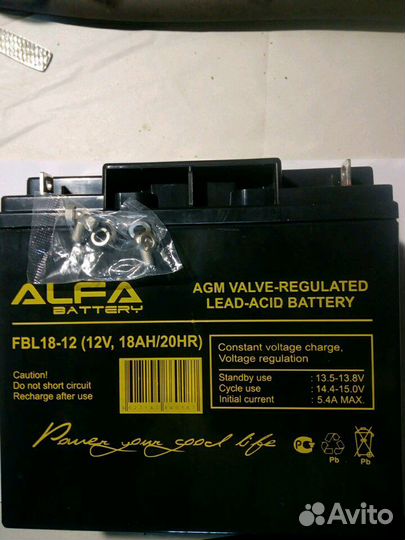 ALFA
BATTERY
AGM VALVE-REGULATED
LEAD-ACID BATTERY
FBL18-12 (12V, 18AH/20HR)
Caution!
Do not short circuit
Recharge after use
Constant voltage charge,
Voltage regulation
Standby use : 13.5-13.8V
Cycle use : 14.4-15.0V
Initial current : 5.4A MAX.
Power your good life
Pb
Pb
Avito